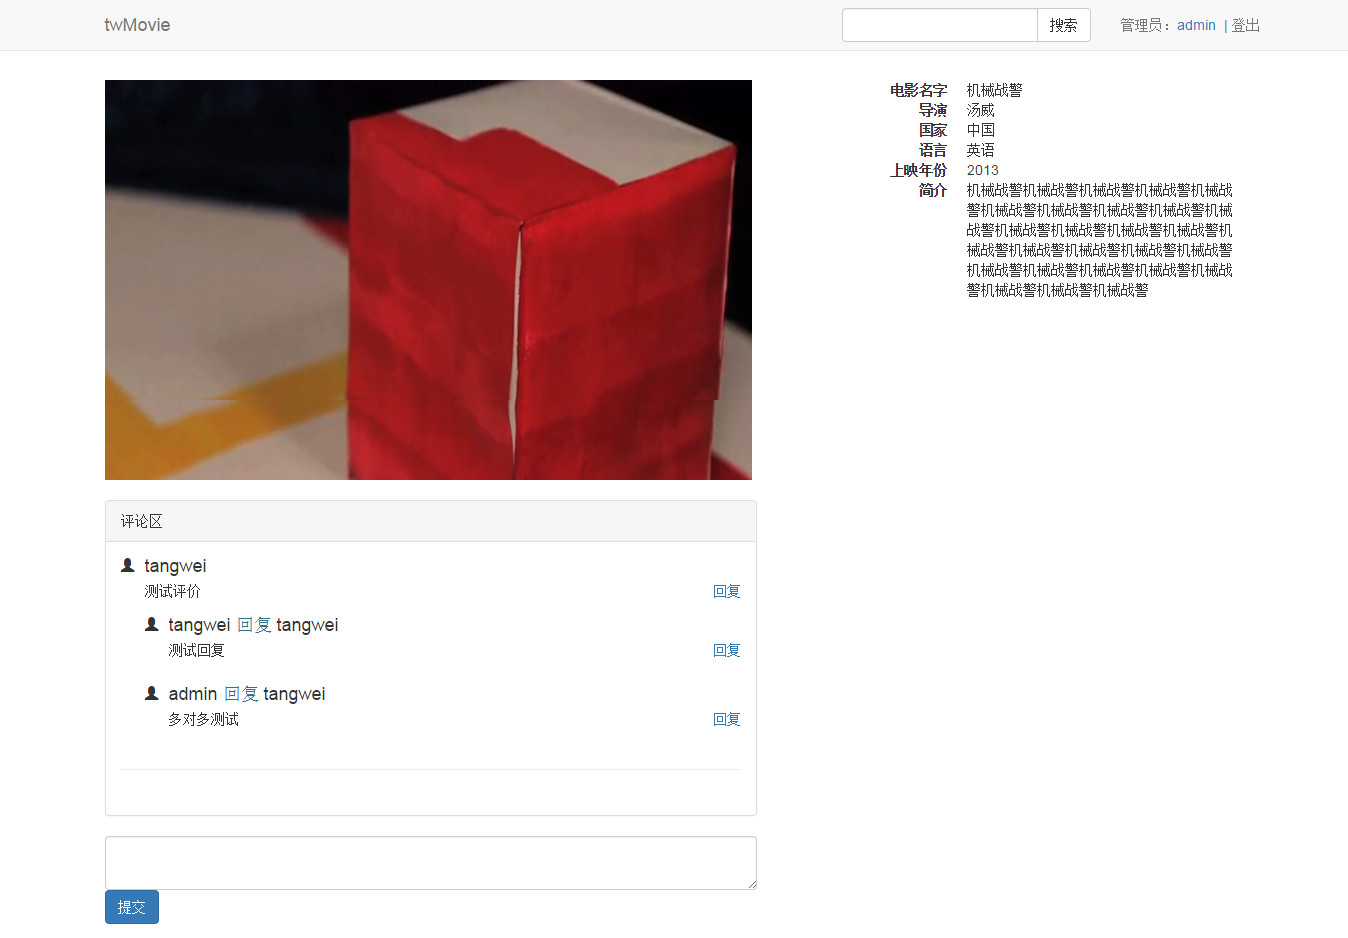 twMovie
搜索
管理员：admin | 登出
电影名字 机械战警
导演 汤威
国家 中国
语言 英语
上映年份 2013
简介 机械战警机械战警机械战警机械战警机械战
警机械战警机械战警机械战警机械战警机械
战警机械战警机械战警机械战警机械战警机
械战警机械战警机械战警机械战警机械战警
机械战警机械战警机械战警机械战警机械战
警机械战警机械战警机械战警
评论区
tangwei
测试评价 回复
tangwei 回复 tangwei
测试回复 回复
admin 回复 tangwei
多对多测试 回复
提交